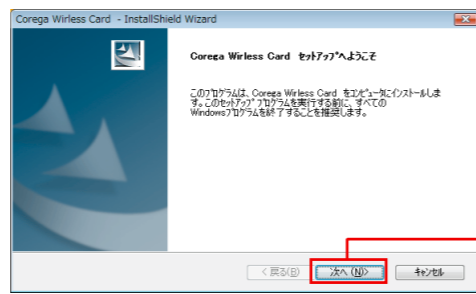 Corega Wirless Card - InstallShield Wizard
Corega Wirless Card セットアップへようこそ
このプログラムは、Corega Wirless Card をコンピュータにインストールしま
す。このセットアップ プログラムを実行する前に、すべての
Windowsプログラムを終了することを推奨します。
< 戻る(B)
次へ (N)>
キャンセル